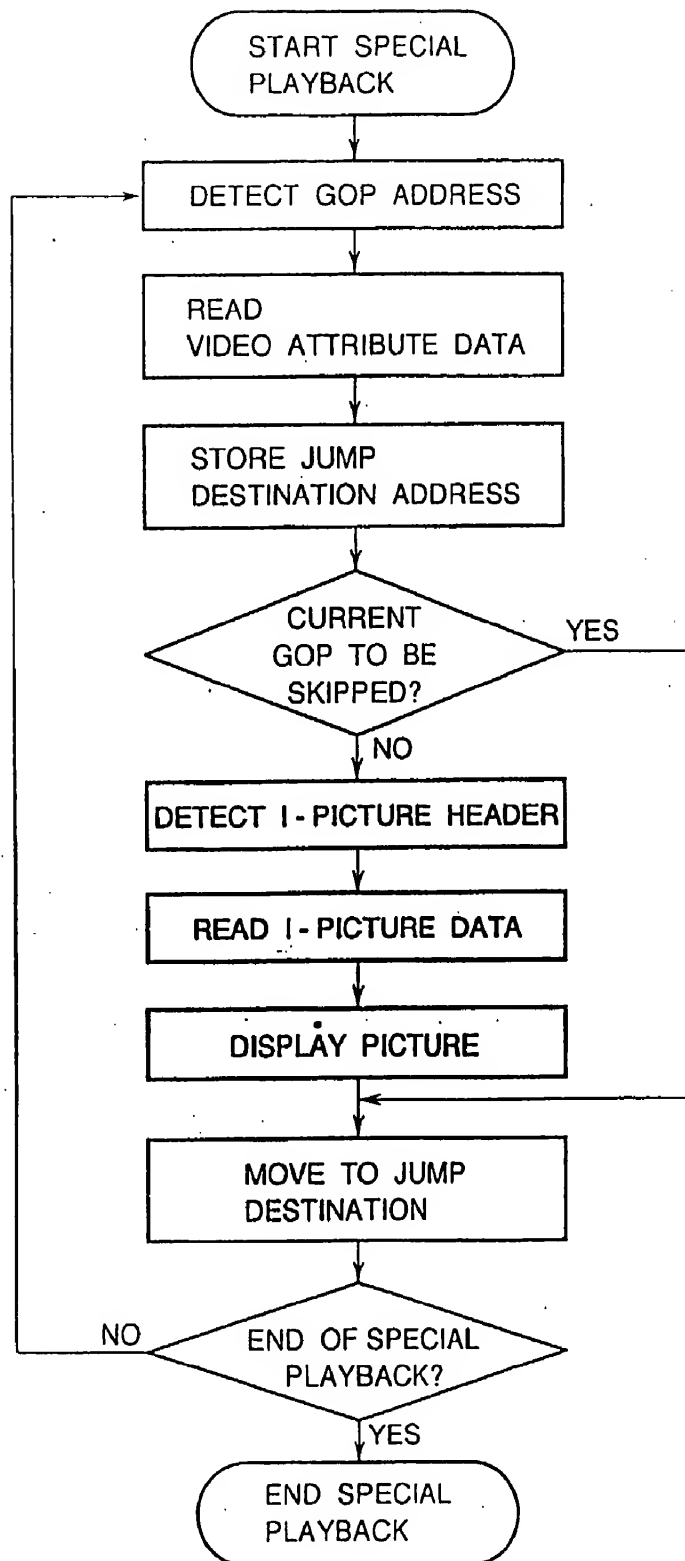 START SPECIAL
PLAYBACK
DETECT GOP ADDRESS
READ
VIDEO ATTRIBUTE DATA
STORE JUMP
DESTINATION ADDRESS
CURRENT
GOP TO BE
SKIPPED?
YES
NO
DETECT I-PICTURE HEADER
READ I-PICTURE DATA
DISPLAY PICTURE
MOVE TO JUMP
DESTINATION
NO
END OF SPECIAL
PLAYBACK?
YES
END SPECIAL
PLAYBACK